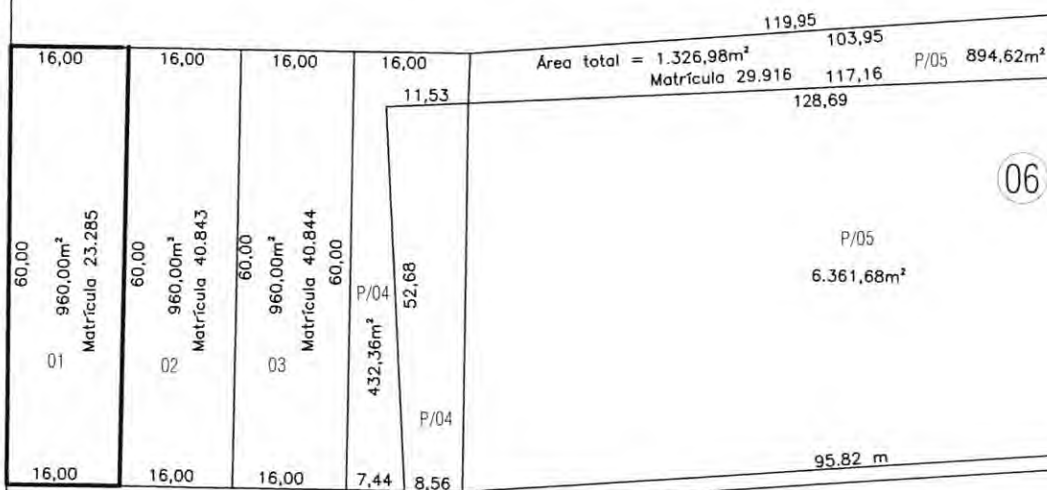 119,95
103,95
16,00
16,00
16,00
16,00
Área total = 1.326,98m²
P/05
894,62m²
Matrícula 29.916
117,16
11,53
128,69
06
60,00
960,00m²
Matrícula 23.285
01
60,00
960,00m²
Matrícula 40.843
02
60,00
960,00m²
Matrícula 40.844
03
60,00
P/04
432,36m²
52,68
P/04
P/05
6.361,68m²
95.82 m
16,00
16,00
16,00
7,44
8,56